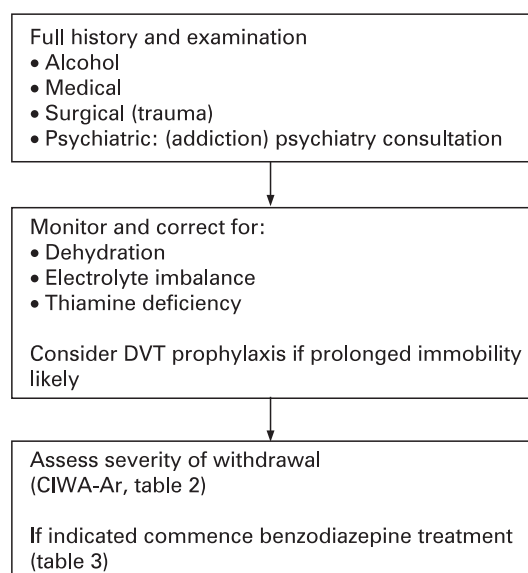 Full history and examination
• Alcohol
• Medical
• Surgical (trauma)
• Psychiatric: (addiction) psychiatry consultation
Monitor and correct for:
• Dehydration
• Electrolyte imbalance
• Thiamine deficiency
Consider DVT prophylaxis if prolonged immobility
likely
Assess severity of withdrawal
(CIWA-Ar, table 2)
If indicated commence benzodiazepine treatment
(table 3)